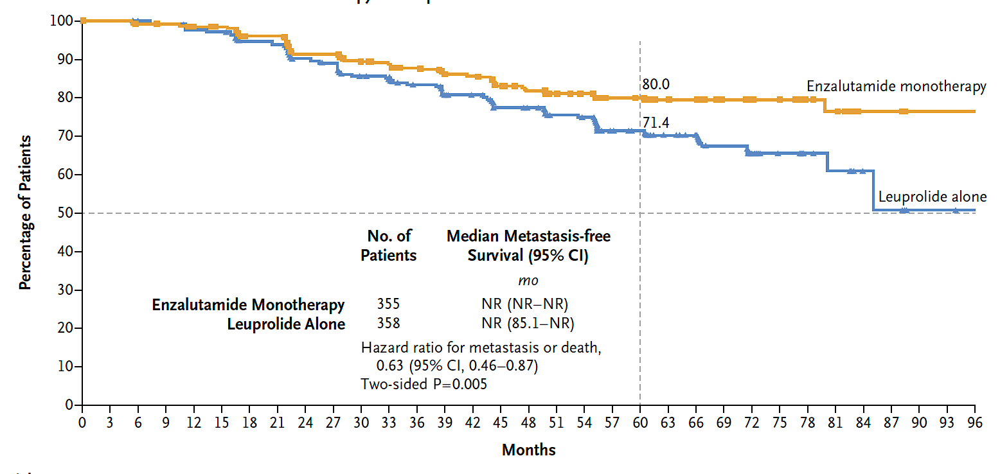 100
90
80
70
60
50
40
30
20
10
0
Percentage of Patients
80.0
71.4
Enzalutamide monotherapy
Leuprolide alone
No. of Patients
Median Metastasis-free Survival (95% CI)
mo
Enzalutamide Monotherapy 355 NR (NR–NR)
Leuprolide Alone 358 NR (85.1–NR)
Hazard ratio for metastasis or death,
0.63 (95% CI, 0.46–0.87)
Two-sided P=0.005
0 3 6 9 12 15 18 21 24 27 30 33 36 39 42 45 48 51 54 57 60 63 66 69 72 75 78 81 84 87 90 93 96
Months